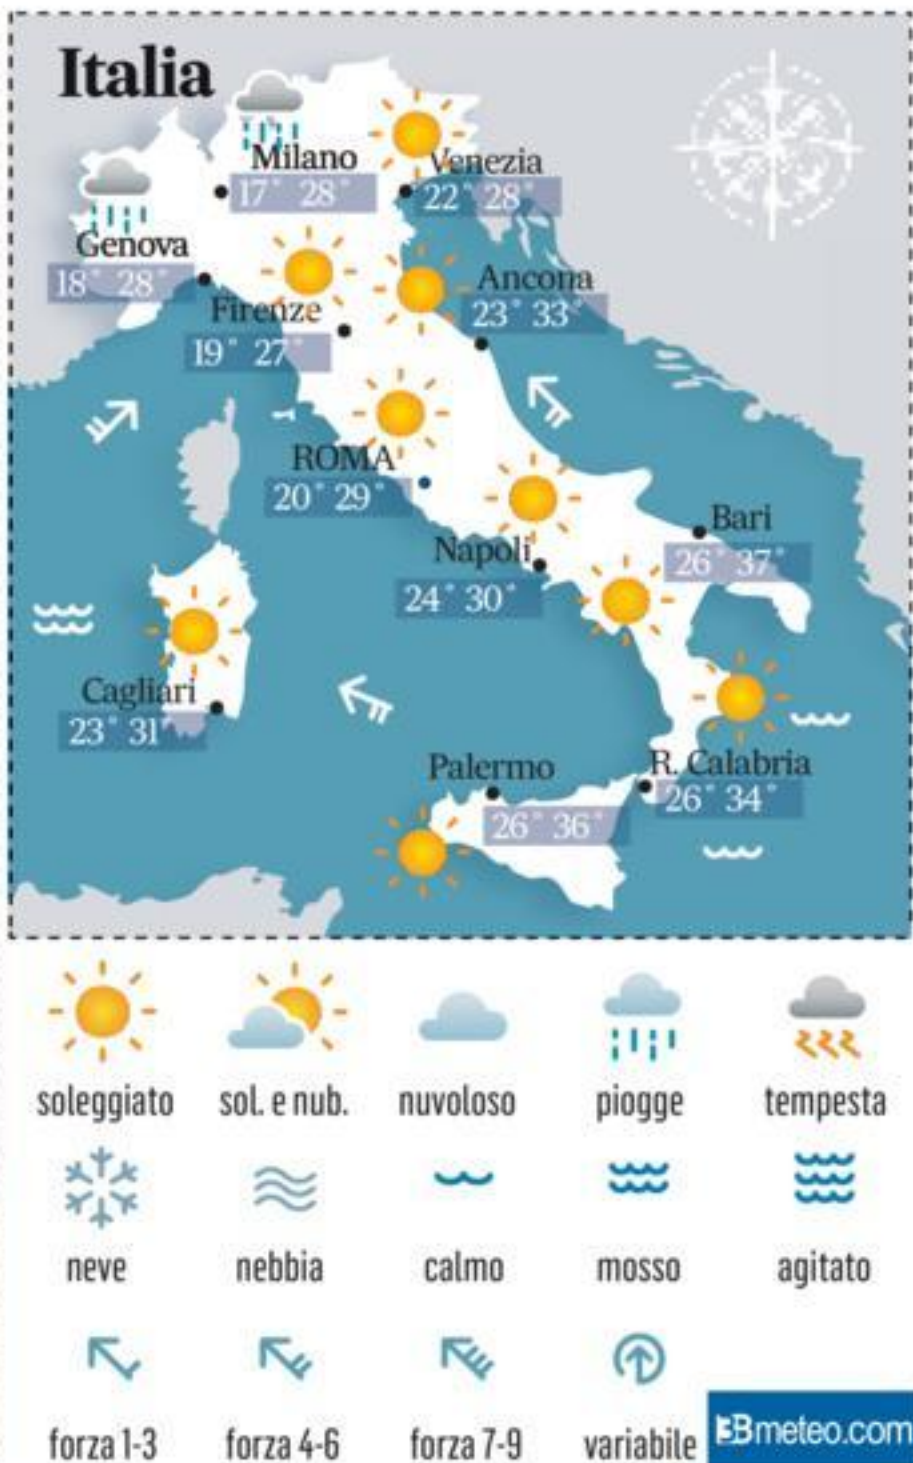 Italia
Milano
17° 28°
Venezia
22° 28°
Genova
18° 28°
Ancona
23° 33°
Firenze
19° 27°
ROMA
20° 29°
Bari
26° 37°
Napoli
24° 30°
Cagliari
23° 31°
Palermo
26° 36°
R. Calabria
26° 34°
soleggiato sol. e nub. nuvoloso piogge tempesta
neve nebbia calmo mosso agitato
forza 1-3 forza 4-6 forza 7-9 variabile
3Bmeteo.com